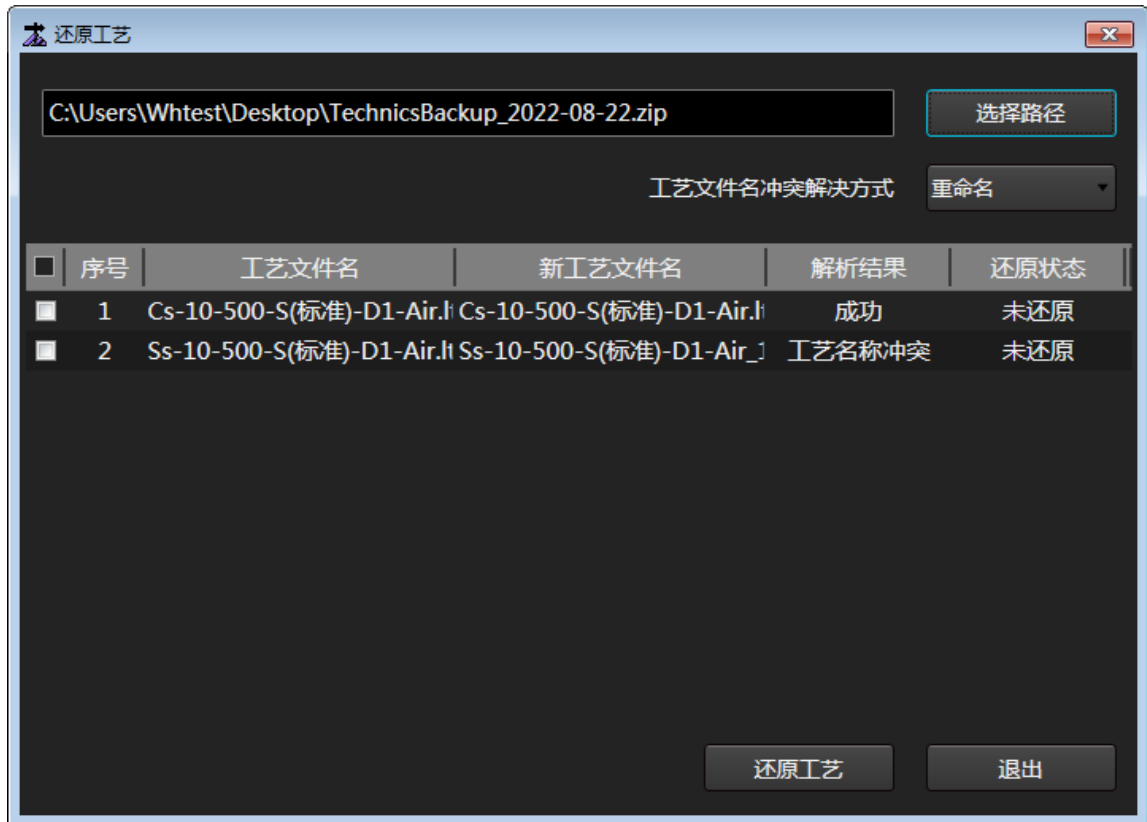 还原工艺
C:\Users\Whtest\Desktop\TechnicsBackup_2022-08-22.zip 选择路径
工艺文件名冲突解决方式 重命名
序号 工艺文件名 新工艺文件名 解析结果 还原状态
1 Cs-10-500-S(标准)-D1-Air.l Cs-10-500-S(标准)-D1-Air.l 成功 未还原
2 Ss-10-500-S(标准)-D1-Air.l Ss-10-500-S(标准)-D1-Air_1 工艺名称冲突 未还原
还原工艺 退出